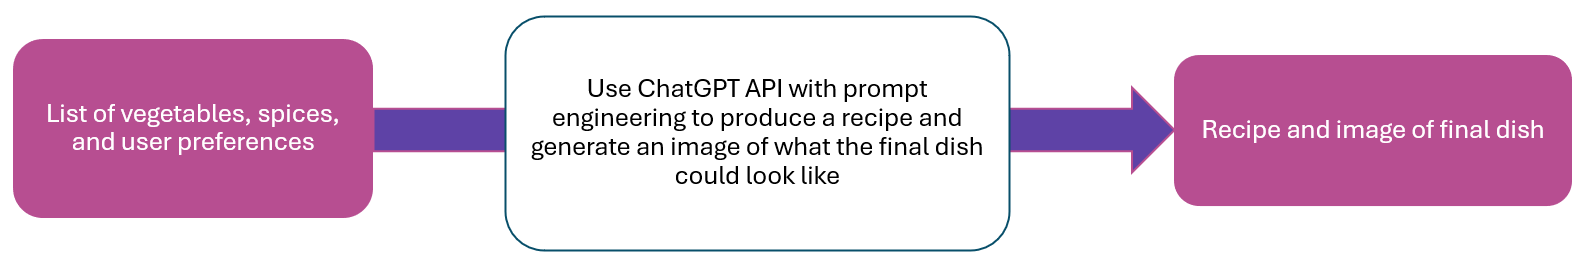 List of vegetables, spices,
and user preferences
Use ChatGPT API with prompt
engineering to produce a recipe and
generate an image of what the final dish
could look like
Recipe and image of final dish